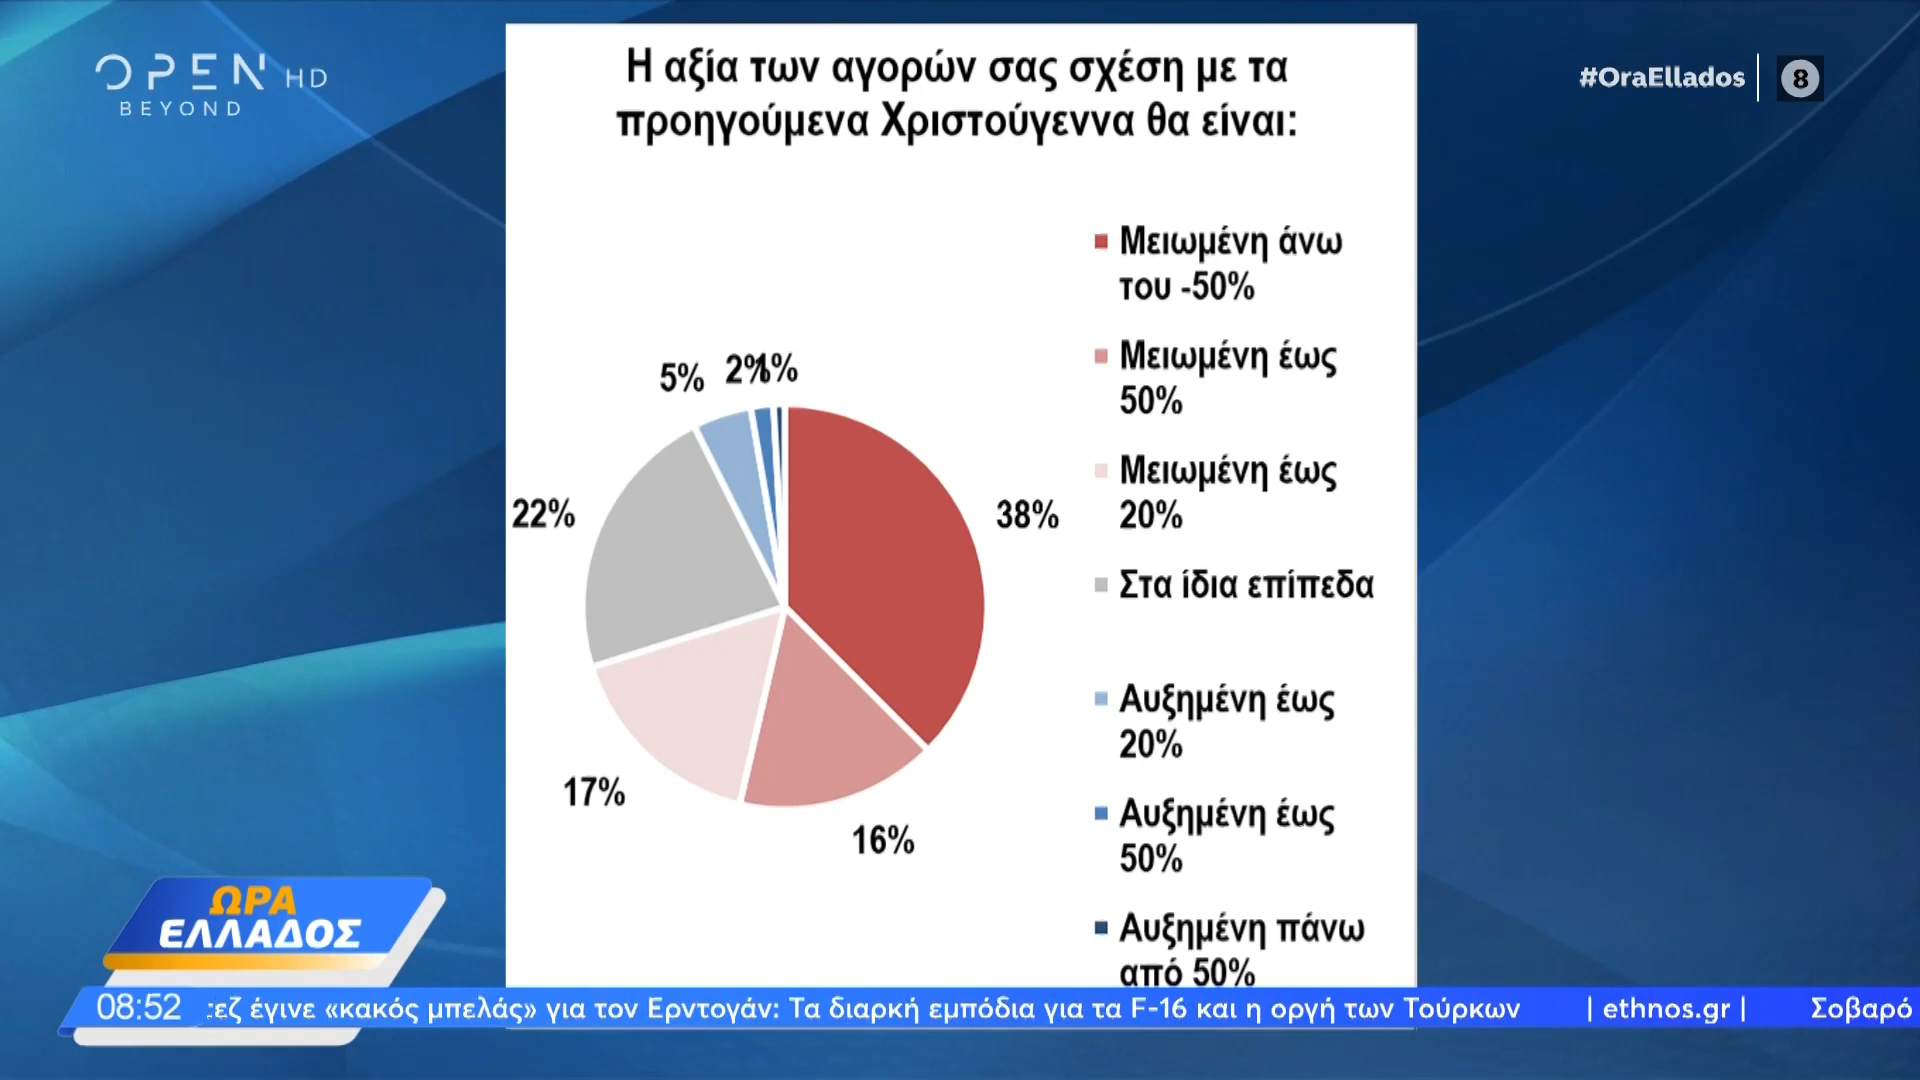 OPEN HD
BEYOND
#OraEllados
8
Η αξία των αγορών σας σχέση με τα
προηγούμενα Χριστούγεννα θα είναι:
Μειωμένη άνω
του -50%
Μειωμένη έως
50%
Μειωμένη έως
20%
Στα ίδια επίπεδα
Αυξημένη έως
20%
Αυξημένη έως
50%
Αυξημένη πάνω
από 50%
5%
2%
1%
22%
38%
17%
16%
ΩΡΑ
ΕΛΛΑΔΟΣ
08:52
έγινε «κακός μπελάς» για τον Ερντογάν: Τα διαρκή εμπόδια για τα F-16 και η οργή των Τούρκων | ethnos.gr | Σοβαρό